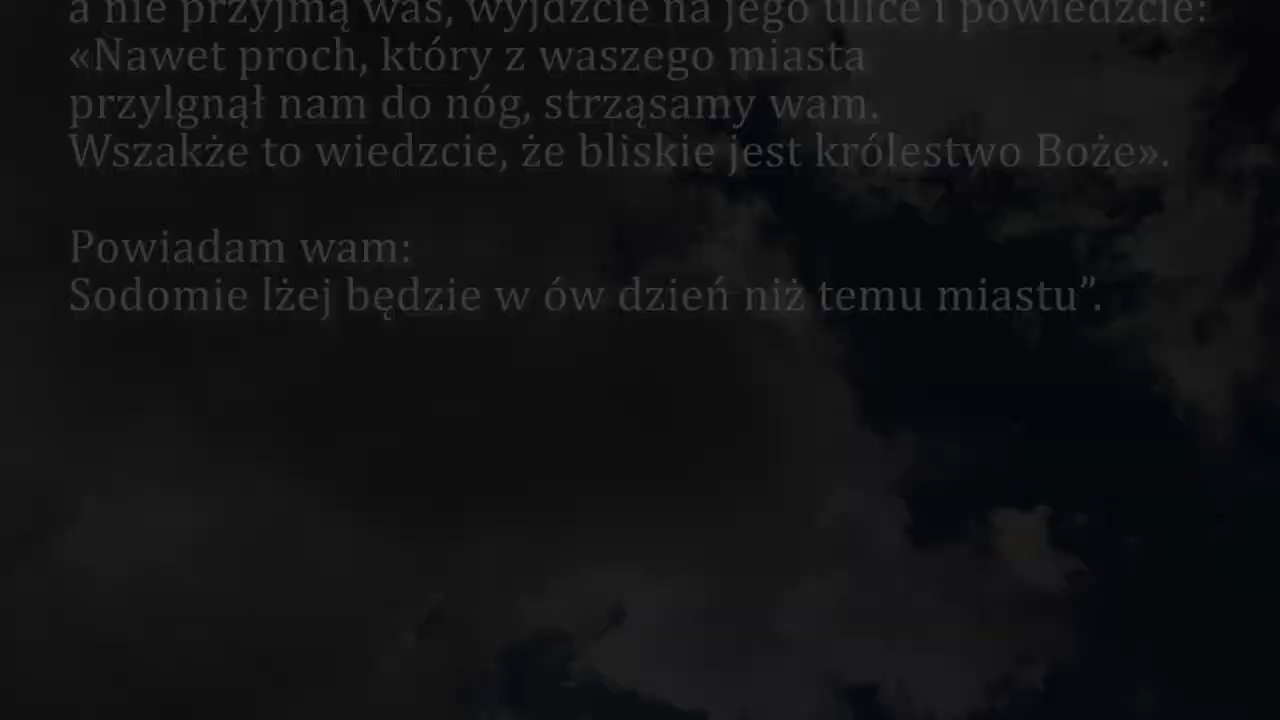 a nie przyjmą was, wyjdźcie na jego ulice i powiedzcie:
«Nawet proch, który z waszego miasta
przylgnął nam do nóg, strząsamy wam.
Wszakże to wiedzcie, że bliskie jest królestwo Boże».
Powiadam wam:
Sodomie lżej będzie w ów dzień niż temu miastu”.